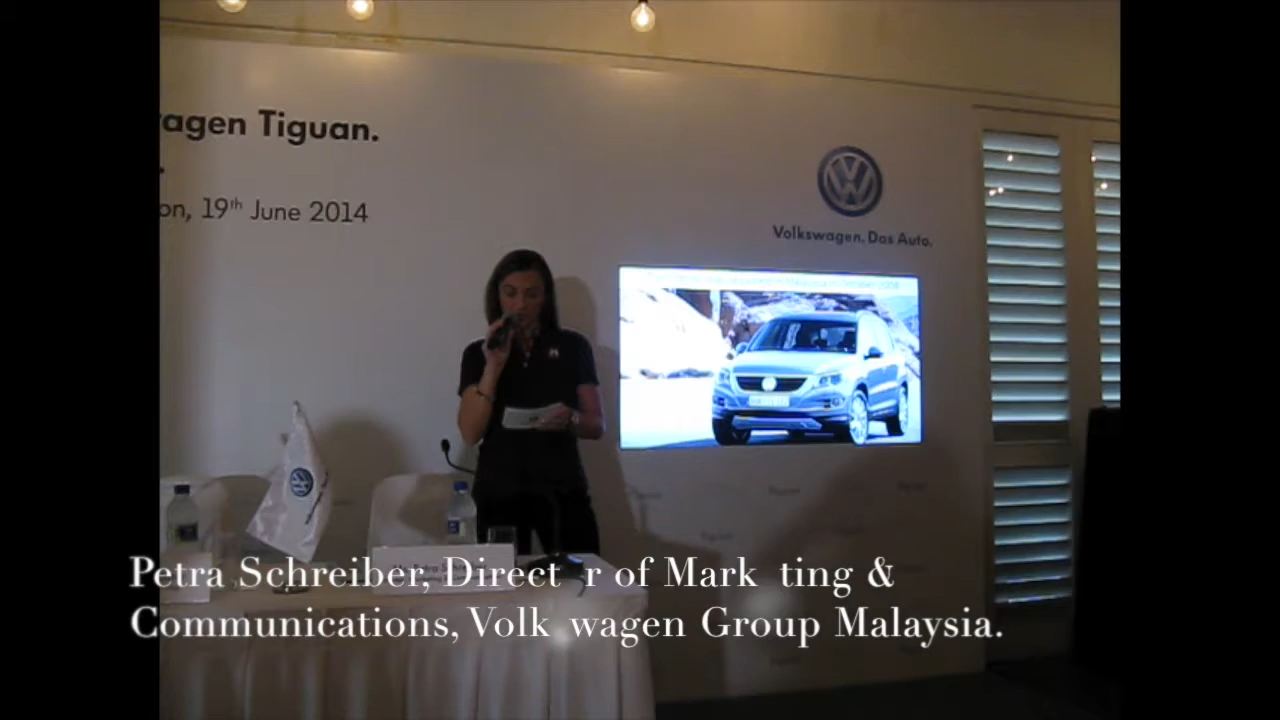 agen Tiguan.
on, 19th June 2014
Volkswagen. Das Auto.
Petra Schreiber, Direct r of Mark ting &
Communications, Volk wagen Group Malaysia.